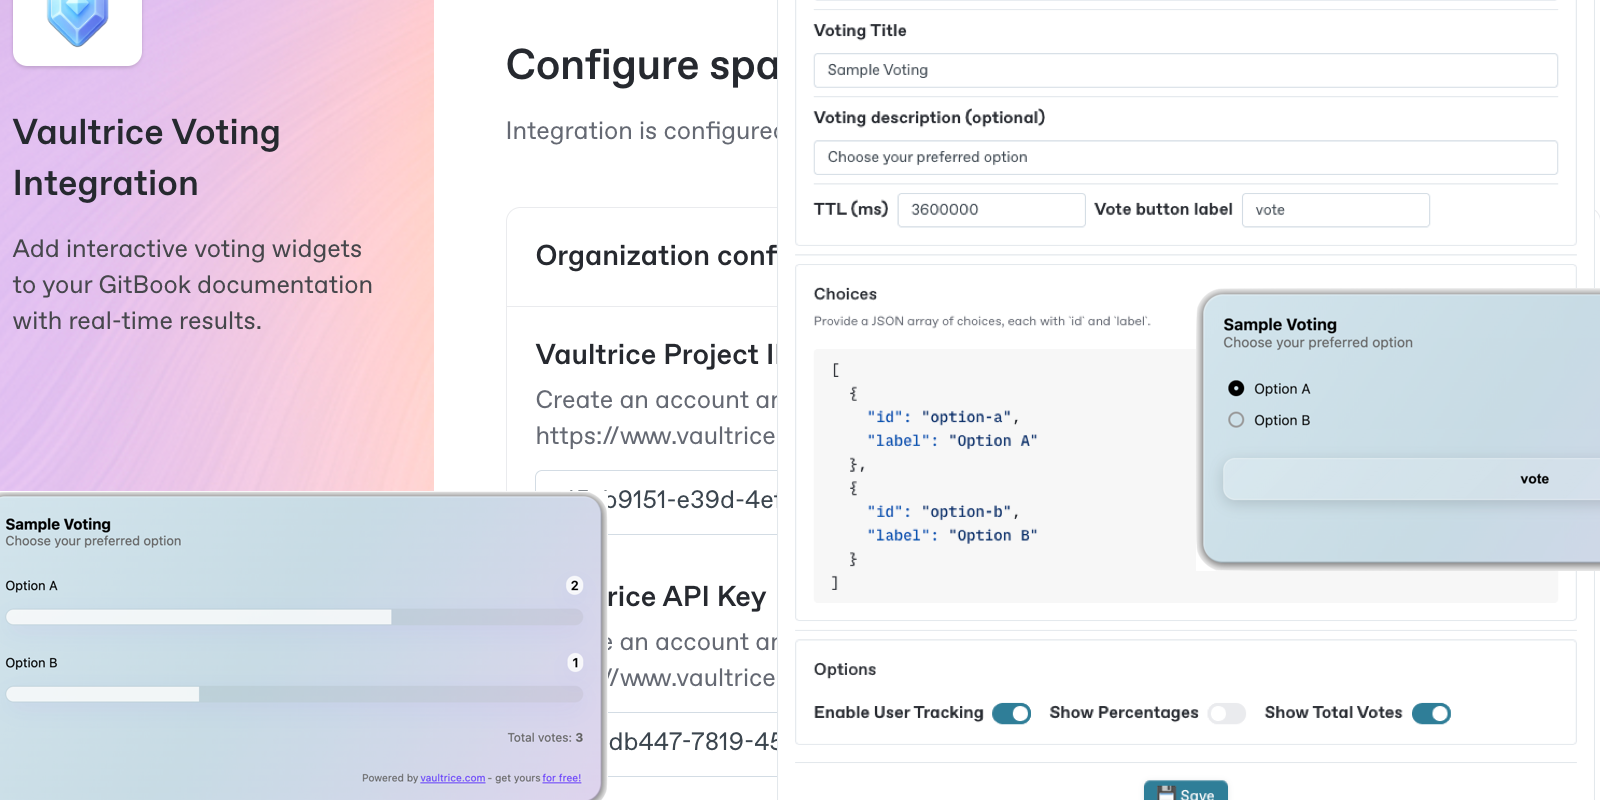 Vaultrice Voting
Integration
Add interactive voting widgets
to your GitBook documentation
with real-time results.
Configure spa
Integration is configured
Organization conf
Vaultrice Project I
Create an account ar
https://www.vaultrice
b9151-e39d-4ef
rice API Key
e an account ar
//www.vaultrice
db447-7819-45
Sample Voting
Choose your preferred option
Option A
2
Option B
1
Total votes: 3
Powered by vaultrice.com - get yours for free!
Voting Title
Sample Voting
Voting description (optional)
Choose your preferred option
TTL (ms) 3600000 Vote button label vote
Choices
Provide a JSON array of choices, each with `id` and `label`.
[
{
"id": "option-a",
"label": "Option A"
},
{
"id": "option-b",
"label": "Option B"
}
]
Sample Voting
Choose your preferred option
Option A
Option B
vote
Options
Enable User Tracking Show Percentages Show Total Votes
Save